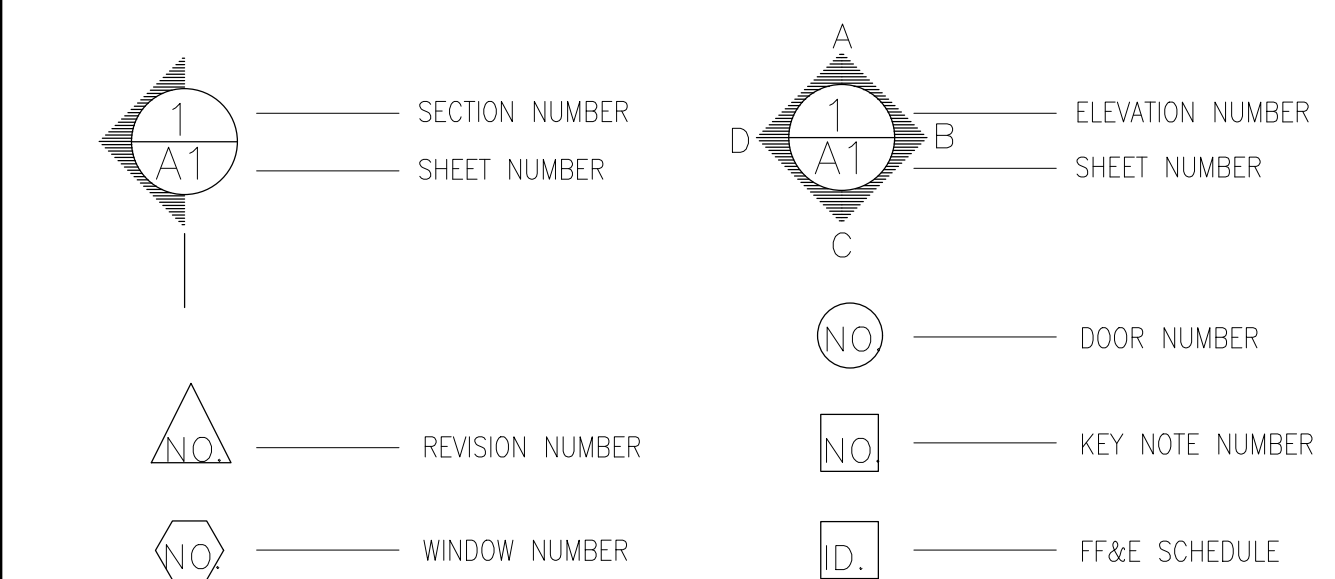 1
A1
SECTION NUMBER
SHEET NUMBER
A
D
1
A1
B
C
ELEVATION NUMBER
SHEET NUMBER
NO.
DOOR NUMBER
NO.
REVISION NUMBER
NO.
KEY NOTE NUMBER
NO.
WINDOW NUMBER
ID.
FF&E SCHEDULE